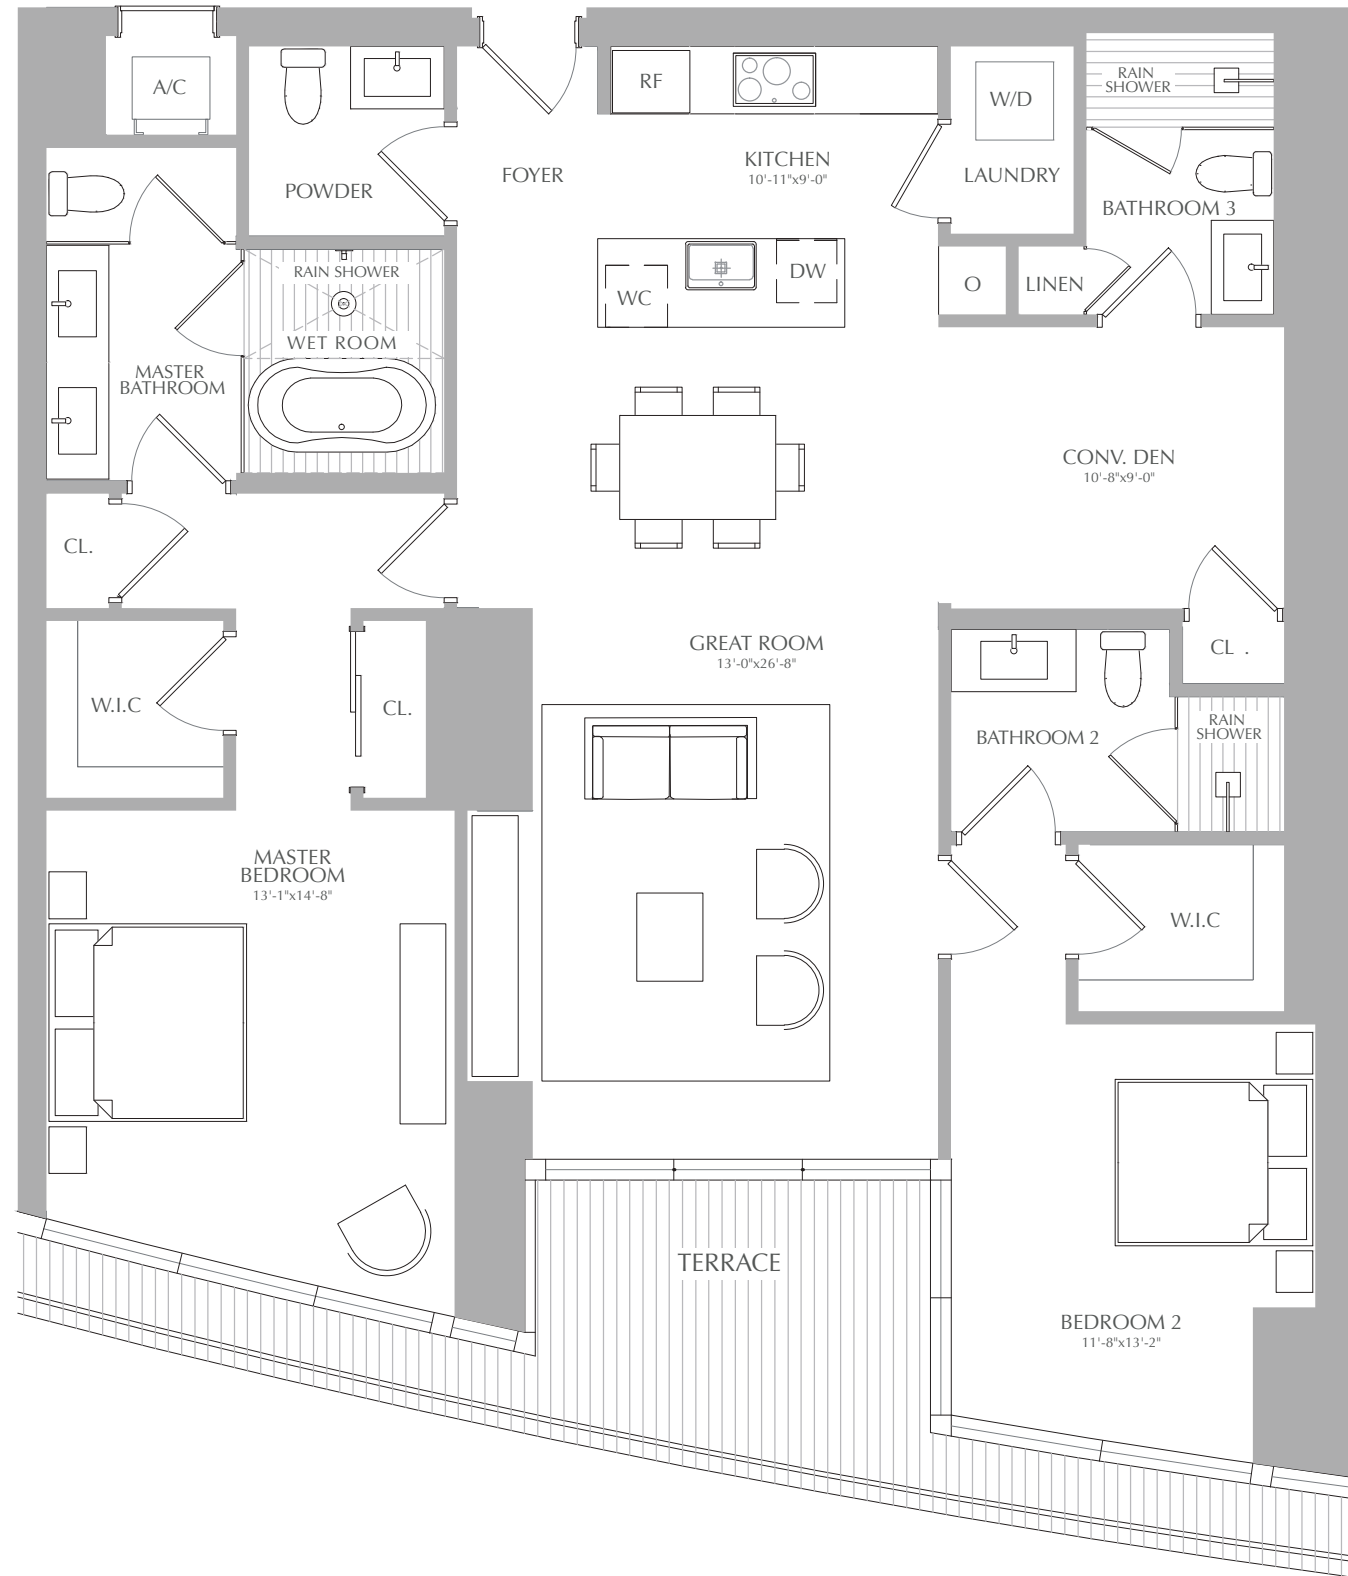 A/C
RF
W/D
RAIN
SHOWER
KITCHEN
10'-11"x9'-0"
FOYER
LAUNDRY
POWDER
BATHROOM 3
RAIN SHOWER
DW
WC
O
LINEN
WET ROOM
MASTER
BATHROOM
CONV. DEN
10'-8"x9'-0"
CL.
GREAT ROOM
13'-0"x26'-8"
CL .
W.I.C
CL.
BATHROOM 2
RAIN
SHOWER
MASTER
BEDROOM
13'-1"x14'-8"
W.I.C
TERRACE
BEDROOM 2
11'-8"x13'-2"